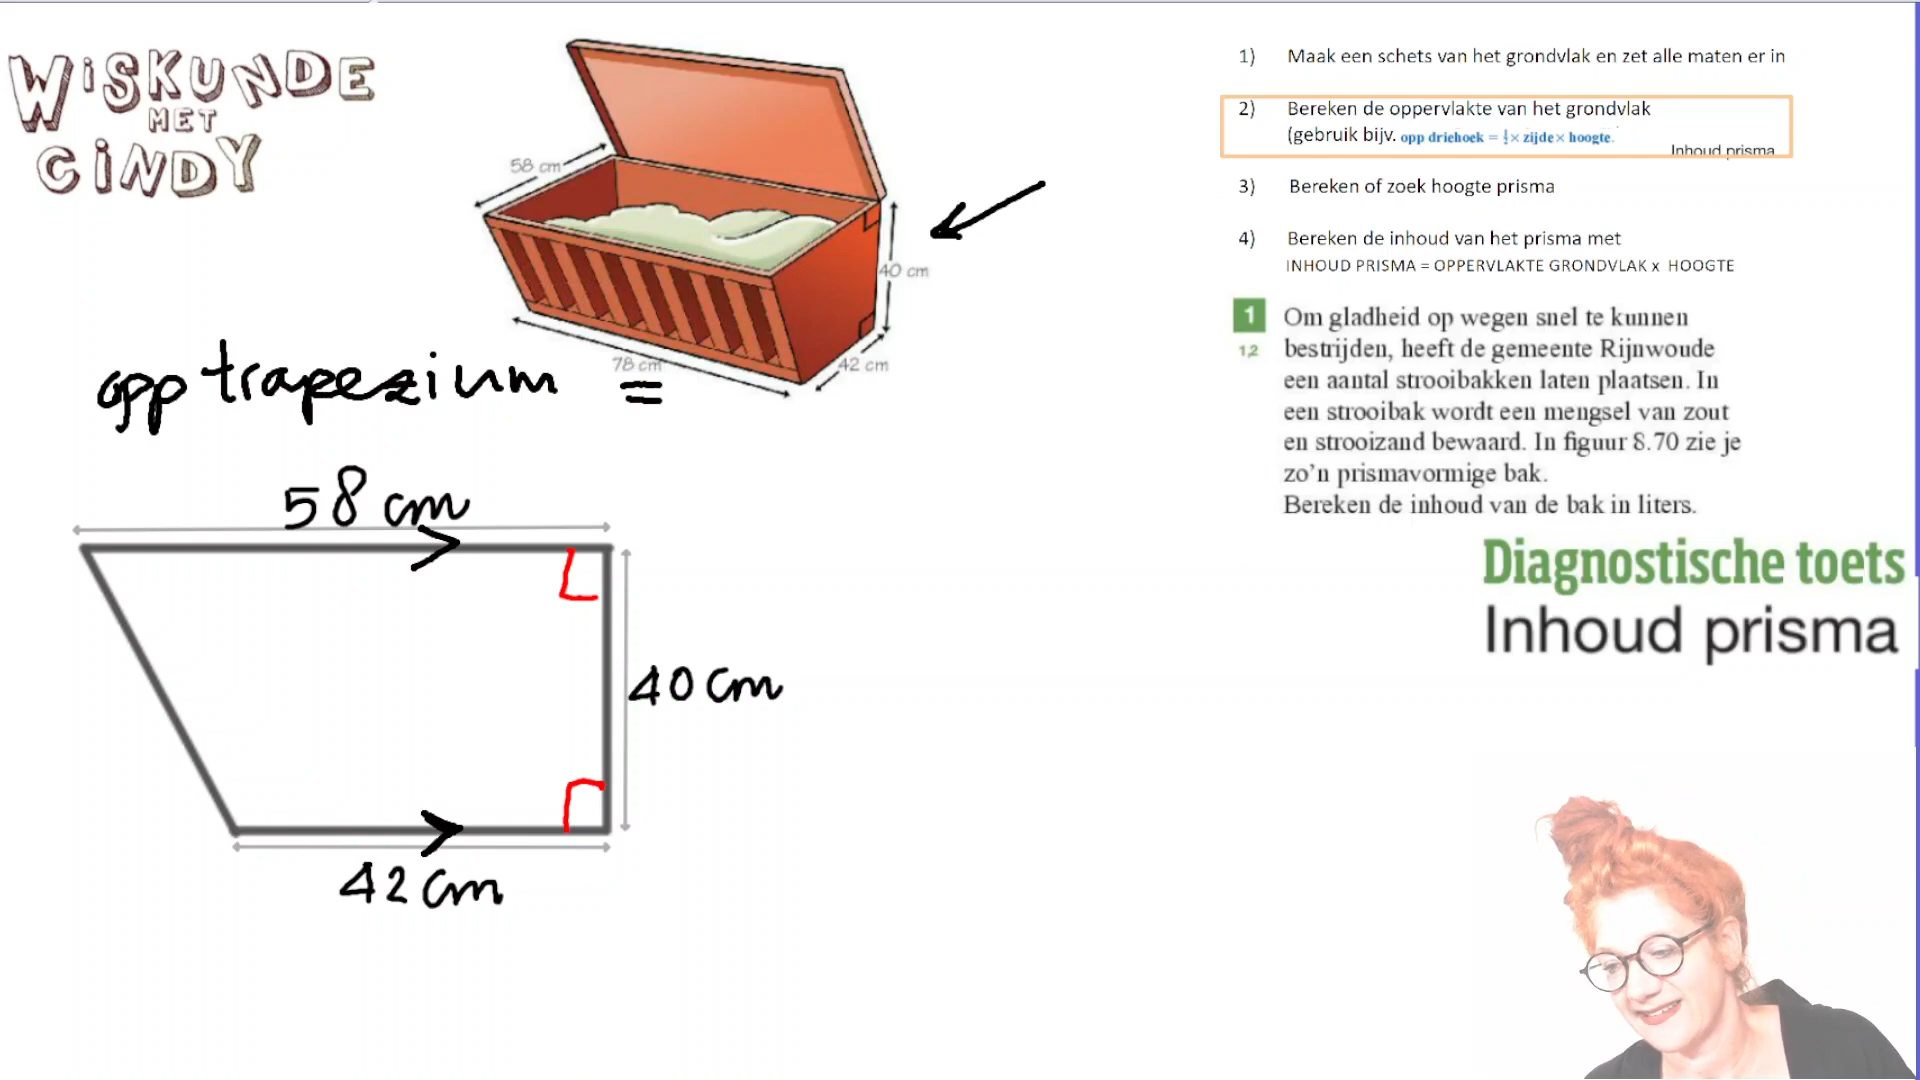 WISKUNDE
MET
CINDY
58 cm
40 cm
78 cm
42 cm
opp trapezium =
58 cm
40 cm
42 cm
1) Maak een schets van het grondvlak en zet alle maten er in
2) Bereken de oppervlakte van het grondvlak
(gebruik bijv. opp driehoek = ½ × zijde × hoogte.
Inhoud prisma
3) Bereken of zoek hoogte prisma
4) Bereken de inhoud van het prisma met
INHOUD PRISMA = OPPERVLAKTE GRONDVLAK x HOOGTE
1 Om gladheid op wegen snel te kunnen
1,2 bestrijden, heeft de gemeente Rijnwoude
een aantal strooibakken laten plaatsen. In
een strooibak wordt een mengsel van zout
en strooizand bewaard. In figuur 8.70 zie je
zo'n prismavormige bak.
Bereken de inhoud van de bak in liters.
Diagnostische toets
Inhoud prisma